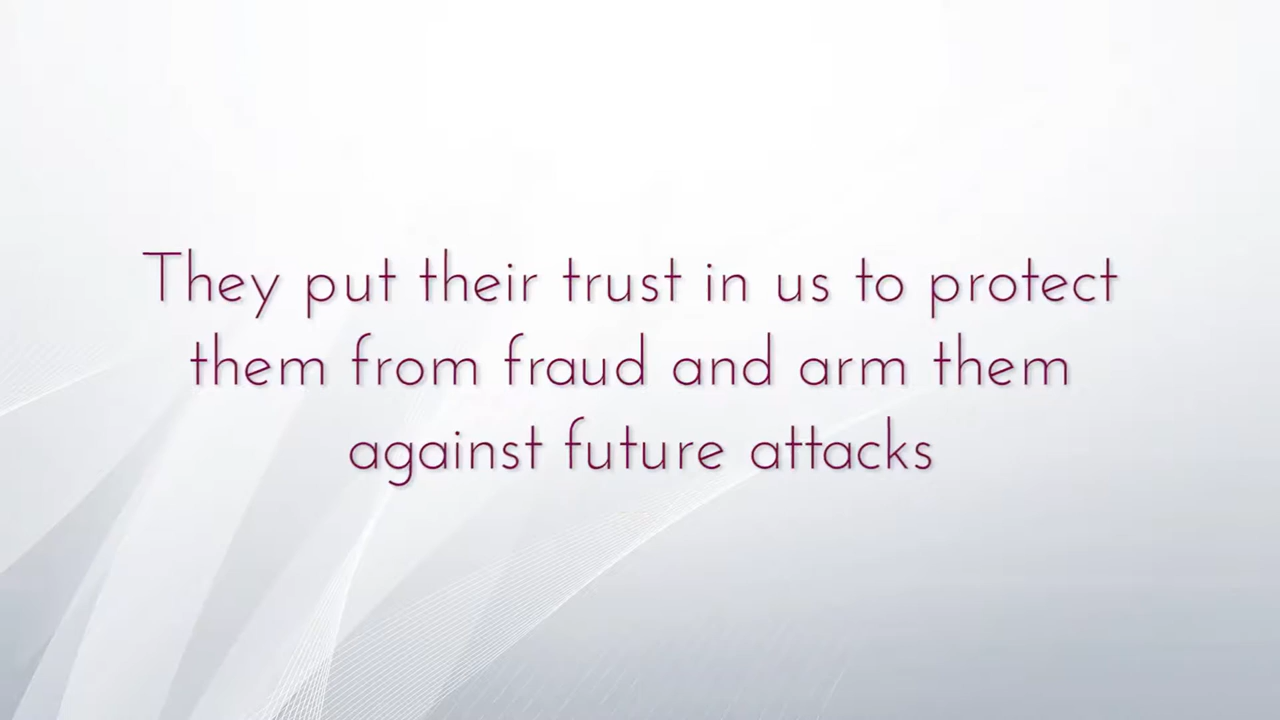 They put their trust in us to protect
them from fraud and arm them
against future attacks